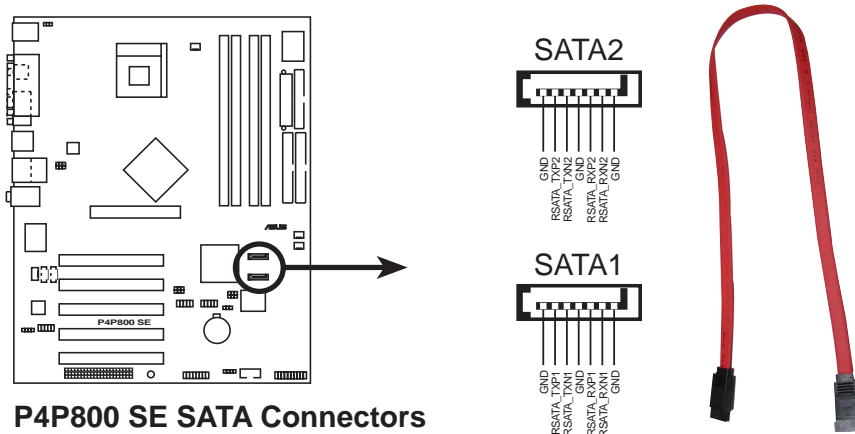 SATA2
GND
RSATA_TXP2
RSATA_TXN2
GND
RSATA_RXP2
RSATA_RXN2
GND
/ISUS
SATA1
P4P800 SE
GND
RSATA_TXP1
RSATA_TXN1
GND
RSATA_RXP1
RSATA_RXN1
GND
P4P800 SE SATA Connectors